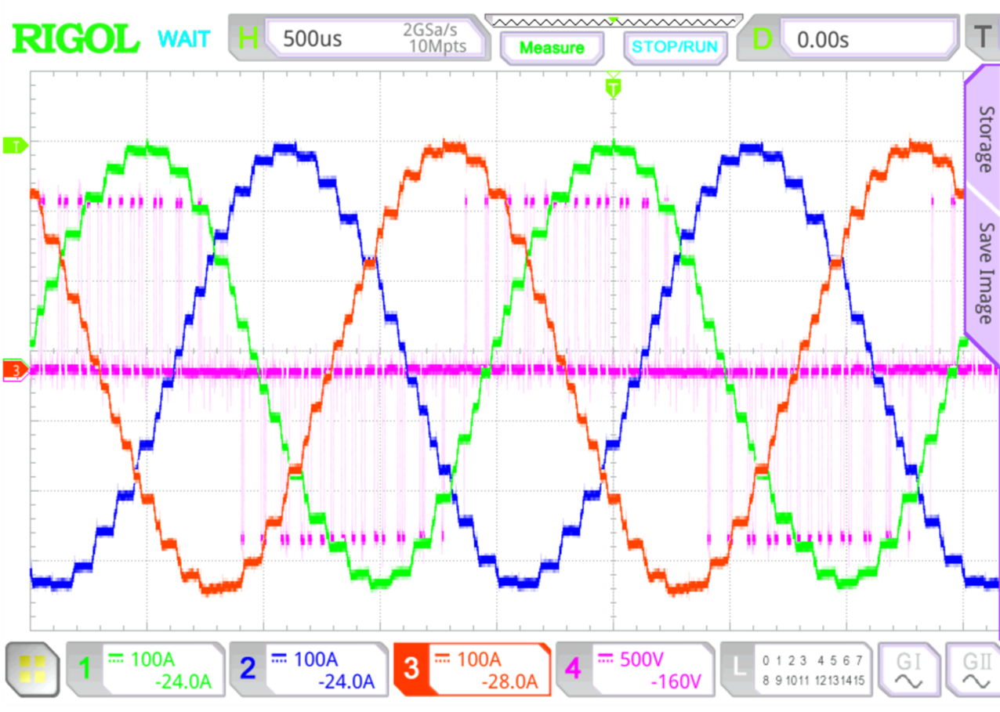 RIGOL WAIT H 500us 2GSa/s 10Mpts Measure STOP/RUN D 0.00s T
T
T
Storage
Save Image
3
1 100A -24.0A
2 100A -24.0A
3 100A -28.0A
4 500V -160V
L 0 1 2 3 4 5 6 7
8 9 10 11 12 13 14 15
GI
GII